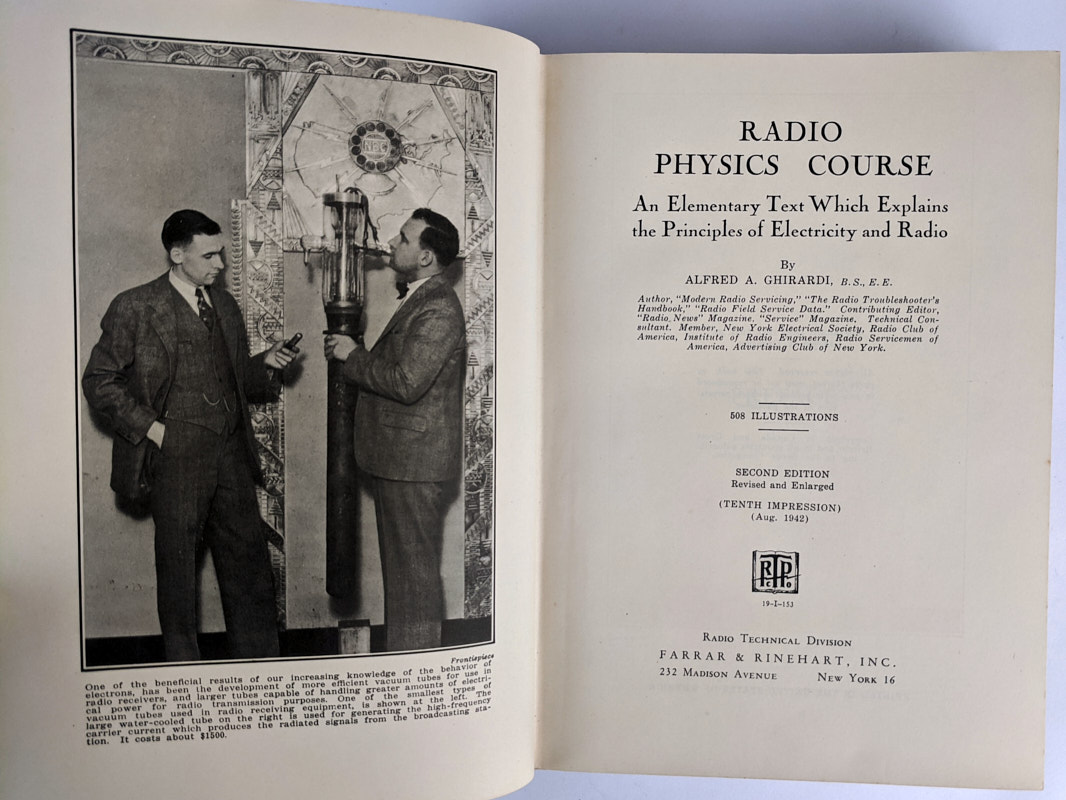 NBC
Frontispiece
One of the beneficial results of our increasing knowledge of the behavior of
electrons, has been the development of more efficient vacuum tubes for use in
radio receivers, and larger tubes capable of handling greater amounts of electri-
cal power for radio transmission purposes. One of the smallest types of
vacuum tubes used in radio receiving equipment, is shown at the left. The
large water-cooled tube on the right is used for generating the high-frequency
carrier current which produces the radiated signals from the broadcasting sta-
tion. It costs about $1500.
RADIO
PHYSICS COURSE
An Elementary Text Which Explains
the Principles of Electricity and Radio
By
ALFRED A. GHIRARDI, B.S., E.E.
Author, "Modern Radio Servicing," "The Radio Troubleshooter's
Handbook," "Radio Field Service Data." Contributing Editor,
"Radio News" Magazine. "Service" Magazine, Technical Con-
sultant. Member, New York Electrical Society, Radio Club of
America, Institute of Radio Engineers, Radio Servicemen of
America, Advertising Club of New York.
508 ILLUSTRATIONS
SECOND EDITION
Revised and Enlarged
(TENTH IMPRESSION)
(Aug. 1942)
RTP
CO
19-I-153
RADIO TECHNICAL DIVISION
FARRAR & RINEHART, INC.
232 MADISON AVENUE NEW YORK 16